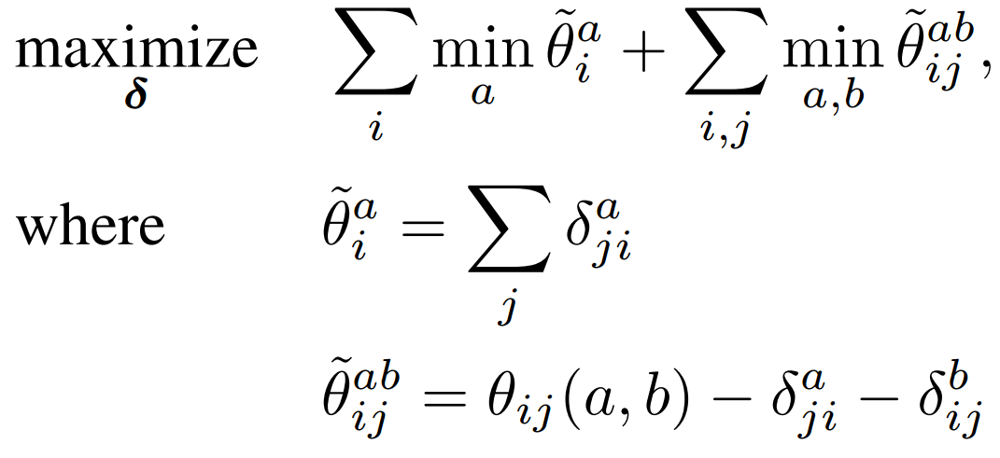 maximize_δ ∑_i min_a θ̃_i^a + ∑_{i,j} min_{a,b} θ̃_{ij}^{ab},
where θ̃_i^a = ∑_j δ_{ji}^a
θ̃_{ij}^{ab} = θ_{ij}(a, b) − δ_{ji}^a − δ_{ij}^b